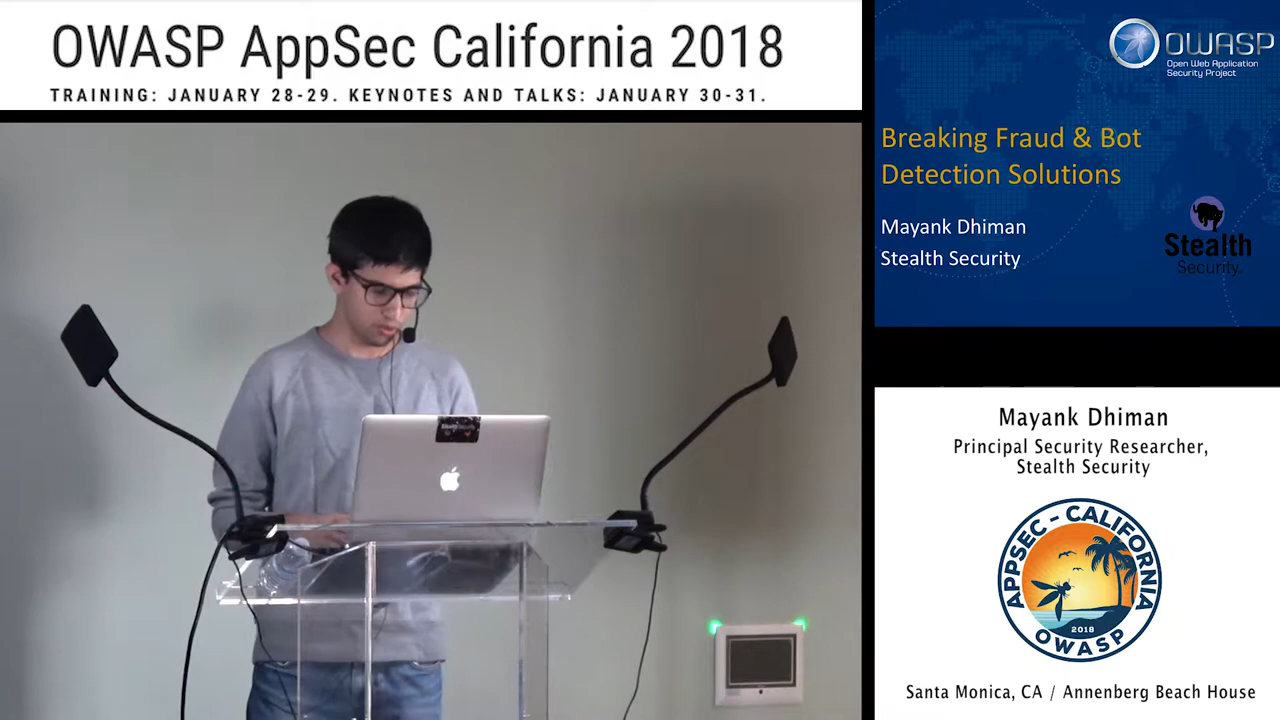 OWASP AppSec California 2018
TRAINING: JANUARY 28-29. KEYNOTES AND TALKS: JANUARY 30-31.
OWASP
Open Web Application
Security Project
Breaking Fraud & Bot
Detection Solutions
Mayank Dhiman
Stealth Security
Stealth
Security
Mayank Dhiman
Principal Security Researcher,
Stealth Security
APPSEC - CALIFORNIA
2018
OWASP
Santa Monica, CA / Annenberg Beach House